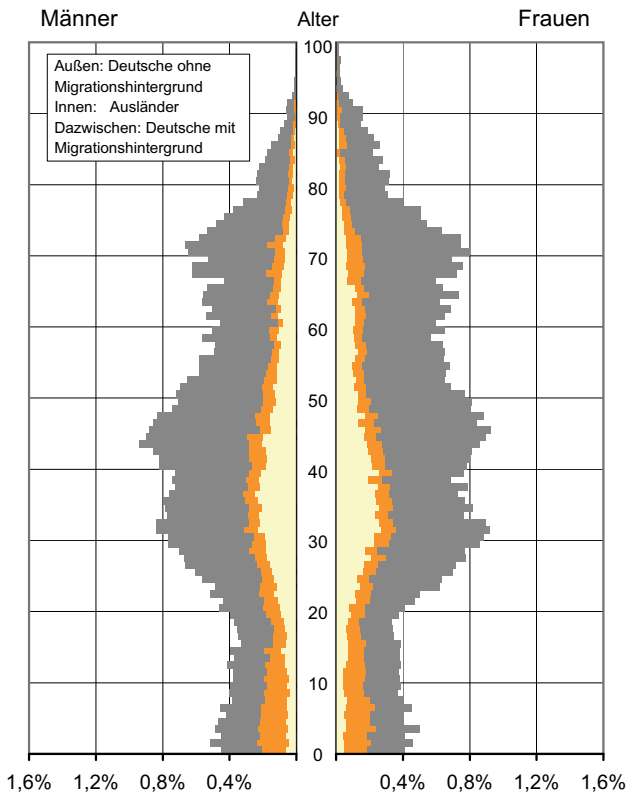 Männer Alter Frauen
100
Außen: Deutsche ohne
Migrationshintergrund
Innen: Ausländer
Dazwischen: Deutsche mit
Migrationshintergrund
90
80
70
60
50
40
30
20
10
0
1,6% 1,2% 0,8% 0,4% 0,4% 0,8% 1,2% 1,6%